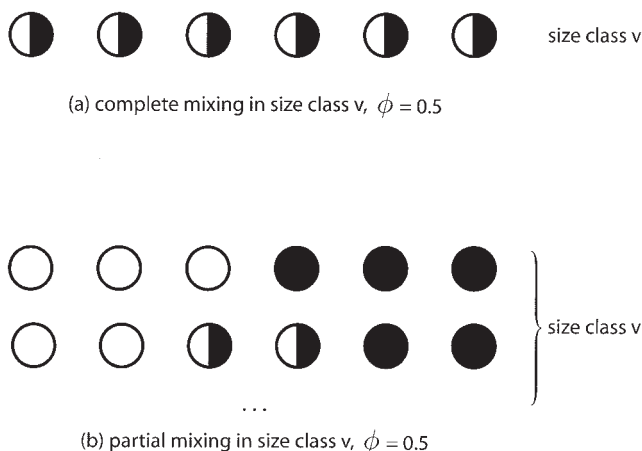 size class v
(a) complete mixing in size class v, ϕ = 0.5
size class v
...
(b) partial mixing in size class v, ϕ = 0.5